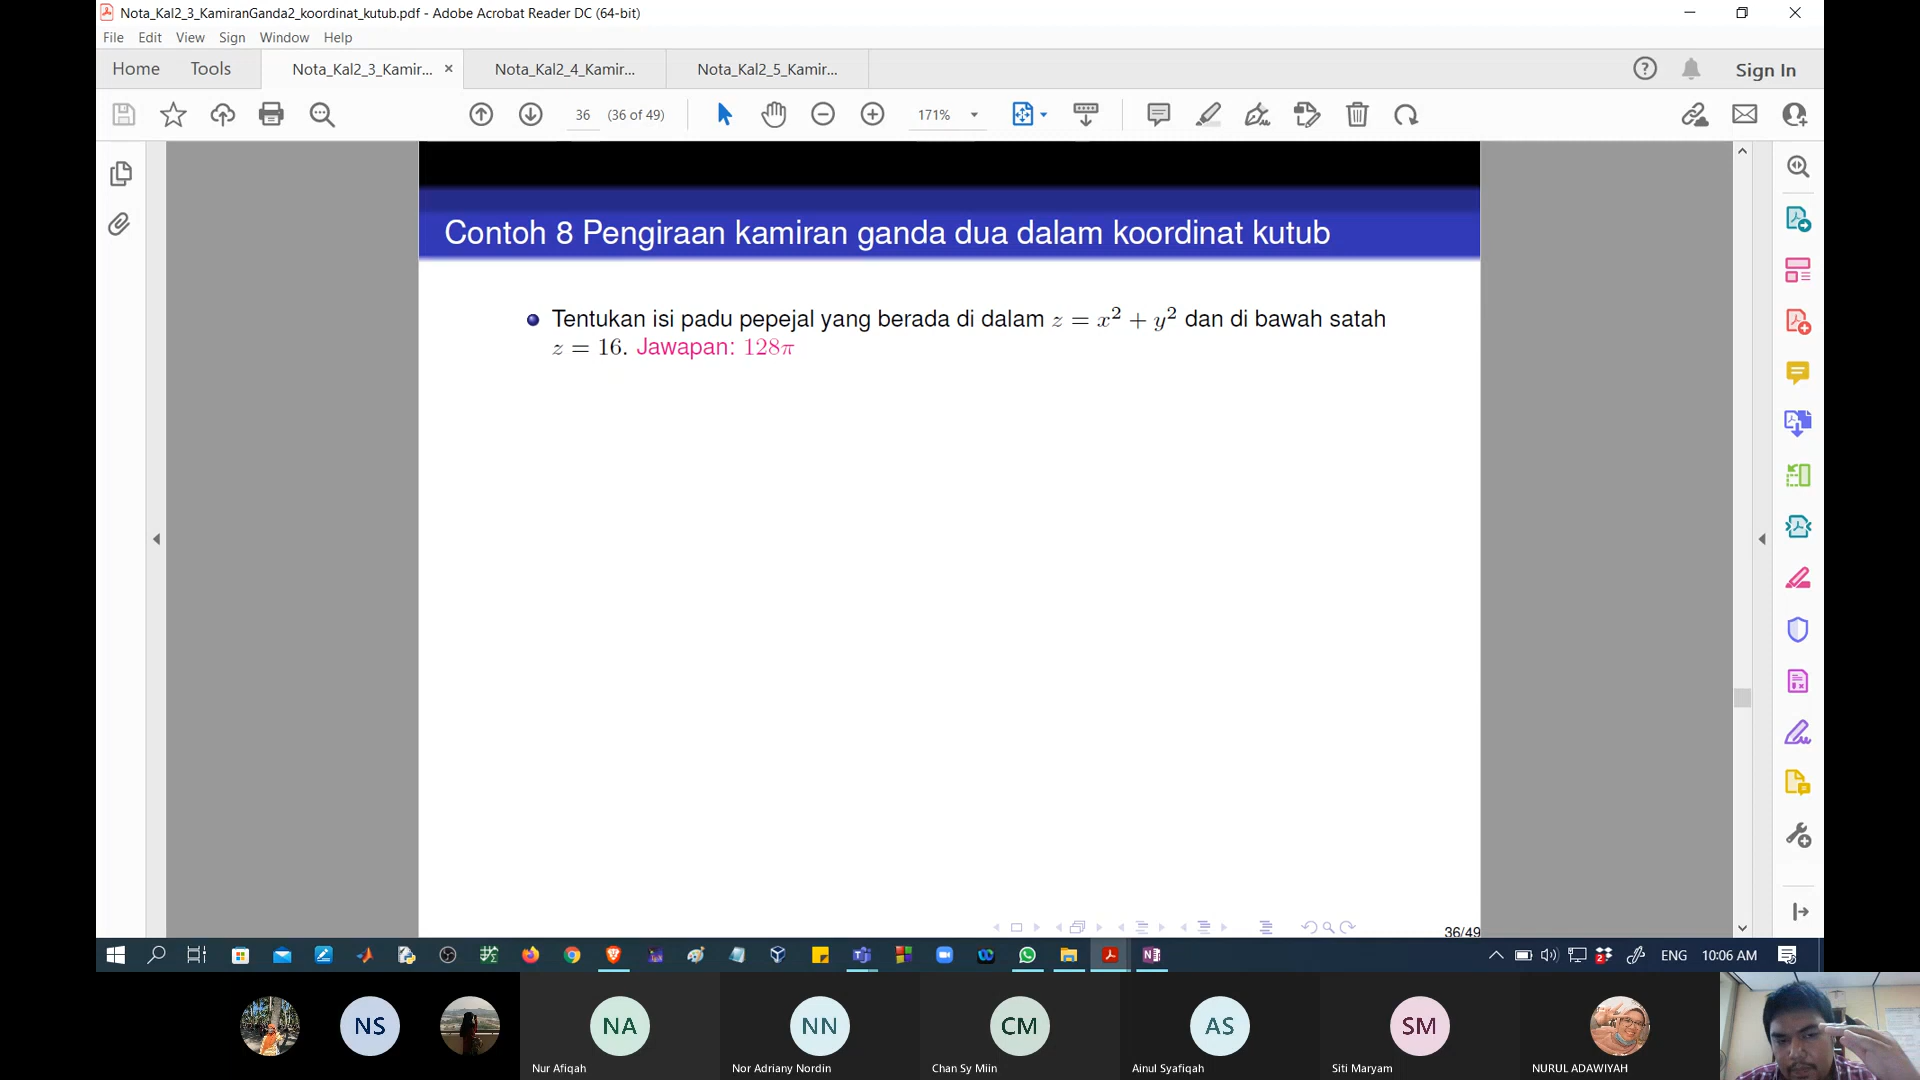 Nota_Kal2_3_KamiranGanda2_koordinat_kutub.pdf - Adobe Acrobat Reader DC (64-bit)
File Edit View Sign Window Help
Home Tools Nota_Kal2_3_Kamir... × Nota_Kal2_4_Kamir... Nota_Kal2_5_Kamir... Sign In
36 (36 of 49) 171%
Contoh 8 Pengiraan kamiran ganda dua dalam koordinat kutub
Tentukan isi padu pepejal yang berada di dalam z = x² + y² dan di bawah satah
z = 16. Jawapan: 128π
36/49
ENG 10:06 AM
NS NA NN CM AS SM
Nur Afiqah Nor Adriany Nordin Chan Sy Miin Ainul Syafiqah Siti Maryam NURUL ADAWIYAH